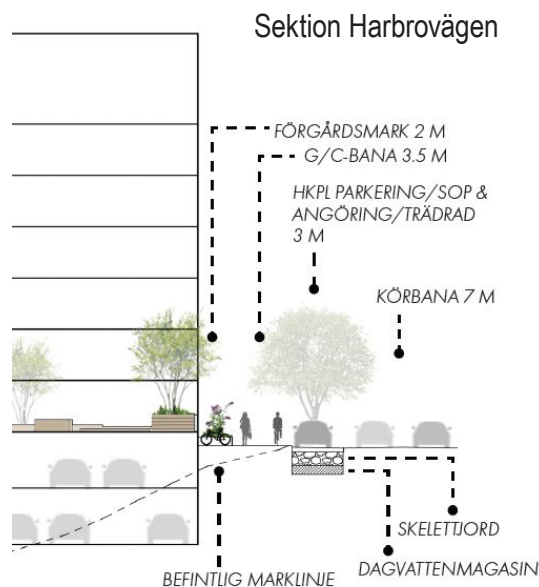 Sektion Harbrovägen
FÖRGÅRDSMARK 2 M
G/C-BANA 3.5 M
HKPL PARKERING/SOP &
ANGÖRING/TRÄDRAD
3 M
KÖRBANA 7 M
SKELETTJORD
DAGVATTENMAGASIN
BEFINTLIG MARKLINJE